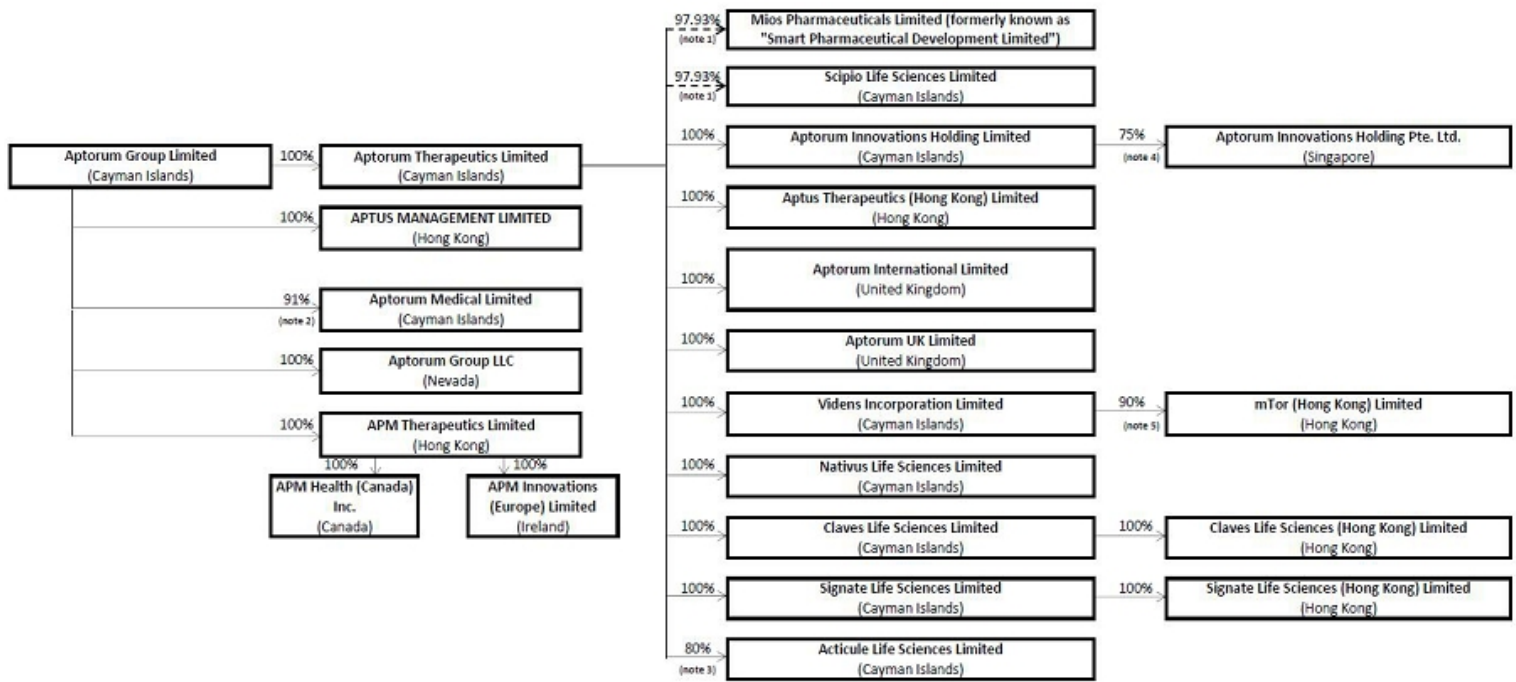 Aptorum Group Limited
(Cayman Islands)
100%
Aptorum Therapeutics Limited
(Cayman Islands)
100%
APTUS MANAGEMENT LIMITED
(Hong Kong)
91%
(note 2)
Aptorum Medical Limited
(Cayman Islands)
100%
Aptorum Group LLC
(Nevada)
100%
APM Therapeutics Limited
(Hong Kong)
100%
APM Health (Canada)
Inc.
(Canada)
100%
APM Innovations
(Europe) Limited
(Ireland)
97.93%
(note 1)
Mios Pharmaceuticals Limited (formerly known as
"Smart Pharmaceutical Development Limited")
97.93%
(note 1)
Scipio Life Sciences Limited
(Cayman Islands)
100%
Aptorum Innovations Holding Limited
(Cayman Islands)
75%
(note 4)
Aptorum Innovations Holding Pte. Ltd.
(Singapore)
100%
Aptus Therapeutics (Hong Kong) Limited
(Hong Kong)
100%
Aptorum International Limited
(United Kingdom)
100%
Aptorum UK Limited
(United Kingdom)
100%
Videns Incorporation Limited
(Cayman Islands)
90%
(note 5)
mTor (Hong Kong) Limited
(Hong Kong)
100%
Nativus Life Sciences Limited
(Cayman Islands)
100%
Claves Life Sciences Limited
(Cayman Islands)
100%
Claves Life Sciences (Hong Kong) Limited
(Hong Kong)
100%
Signate Life Sciences Limited
(Cayman Islands)
100%
Signate Life Sciences (Hong Kong) Limited
(Hong Kong)
80%
(note 3)
Acticule Life Sciences Limited
(Cayman Islands)